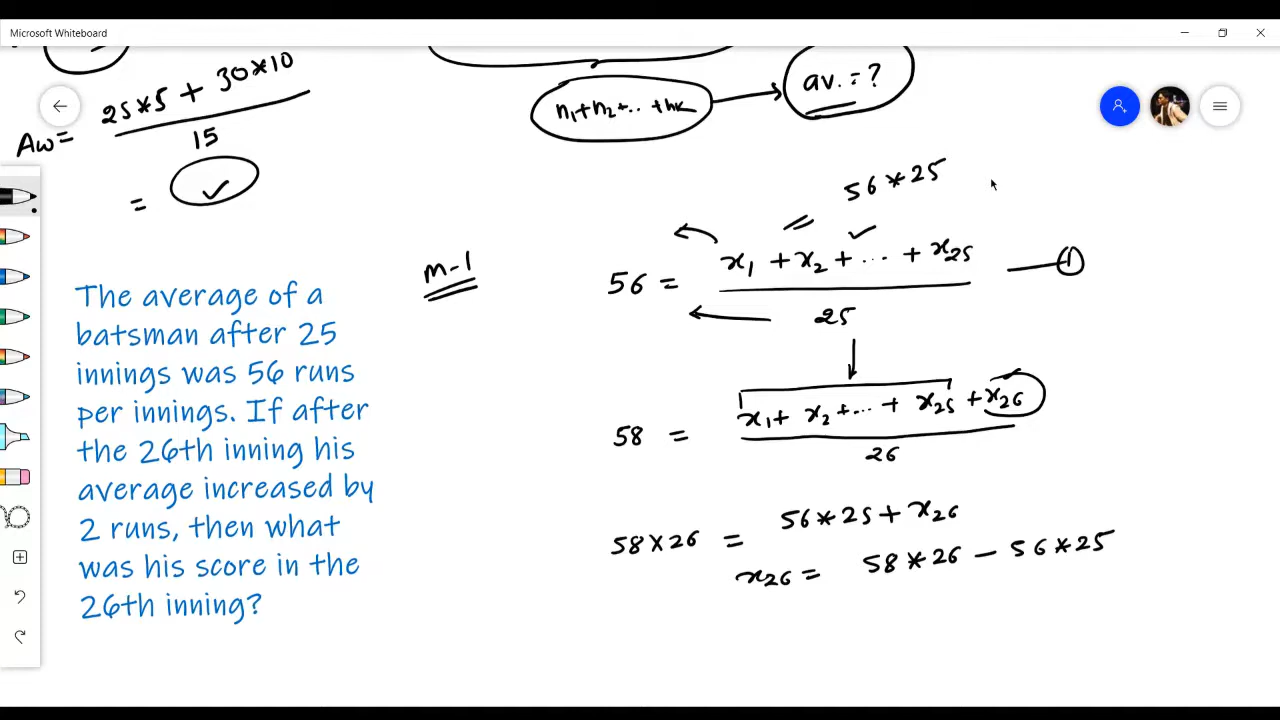 Microsoft Whiteboard
Aw= 25*5 + 30*10
15
=
n1+n2+.. +nk
av. = ?
The average of a
batsman after 25
innings was 56 runs
per innings. If after
the 26th inning his
average increased by
2 runs, then what
was his score in the
26th inning?
m-1
56*25
56 = x1 + x2 + ... + x25
25
1
58 = x1+ x2+... + x25 + x26
26
58×26 = 56*25+ x26
x26 = 58*26 - 56*25